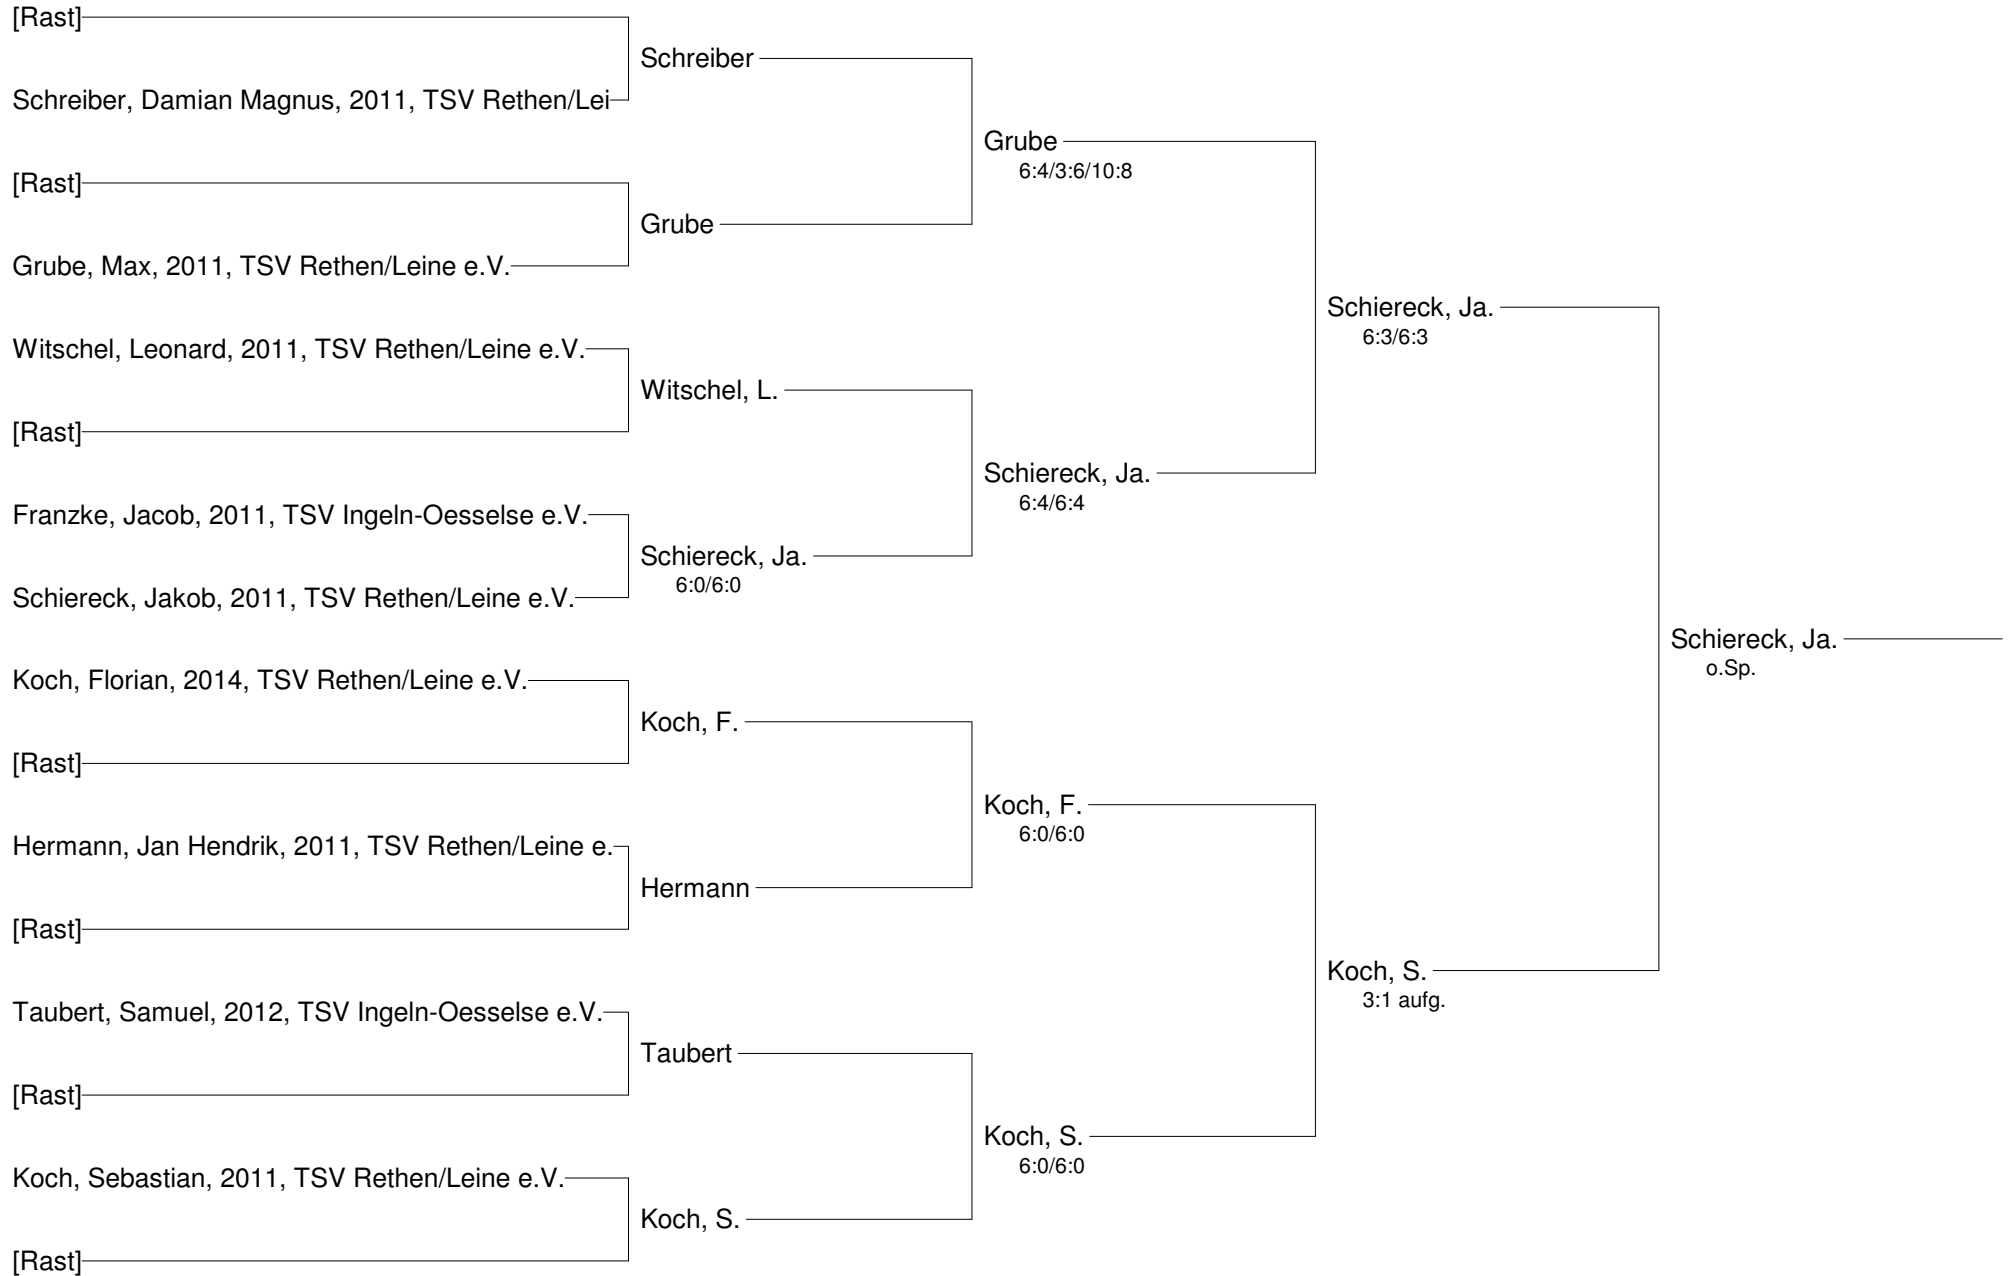 [Rast]
Schreiber
Schreiber, Damian Magnus, 2011, TSV Rethen/Lei
Grube
6:4/3:6/10:8
[Rast]
Grube
Grube, Max, 2011, TSV Rethen/Leine e.V.
Schiereck, Ja.
6:3/6:3
Witschel, Leonard, 2011, TSV Rethen/Leine e.V.
Witschel, L.
[Rast]
Schiereck, Ja.
6:4/6:4
Franzke, Jacob, 2011, TSV Ingeln-Oesselse e.V.
Schiereck, Ja.
6:0/6:0
Schiereck, Jakob, 2011, TSV Rethen/Leine e.V.
Schiereck, Ja.
o.Sp.
Koch, Florian, 2014, TSV Rethen/Leine e.V.
Koch, F.
[Rast]
Koch, F.
6:0/6:0
Hermann, Jan Hendrik, 2011, TSV Rethen/Leine e.
Hermann
[Rast]
Koch, S.
3:1 aufg.
Taubert, Samuel, 2012, TSV Ingeln-Oesselse e.V.
Taubert
[Rast]
Koch, S.
6:0/6:0
Koch, Sebastian, 2011, TSV Rethen/Leine e.V.
Koch, S.
[Rast]